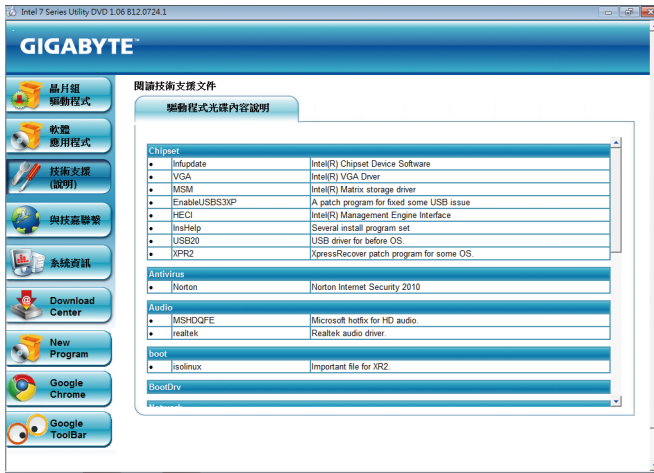 Intel 7 Series Utility DVD 1.06 B12.0724.1
GIGABYTE™
晶片組
驅動程式
軟體
應用程式
技術支援
(說明)
與技嘉聯繫
系統資訊
Download
Center
New
Program
Google
Chrome
Google
ToolBar
閱讀技術支援文件
驅動程式光碟內容說明
Chipset
• Infupdate Intel(R) Chipset Device Software
• VGA Intel(R) VGA Drver
• MSM Intel(R) Matrix storage driver
• EnableUSBS3XP A patch program for fixed some USB issue
• HECI Intel(R) Management Engine Interface
• InsHelp Several install program set
• USB20 USB driver for before OS.
• XPR2 XpressRecover patch program for some OS.
Antivirus
• Norton Norton Internet Security 2010
Audio
• MSHDQFE Microsoft hotfix for HD audio.
• realtek Realtek audio driver.
boot
• isolinux Important file for XR2.
BootDrv